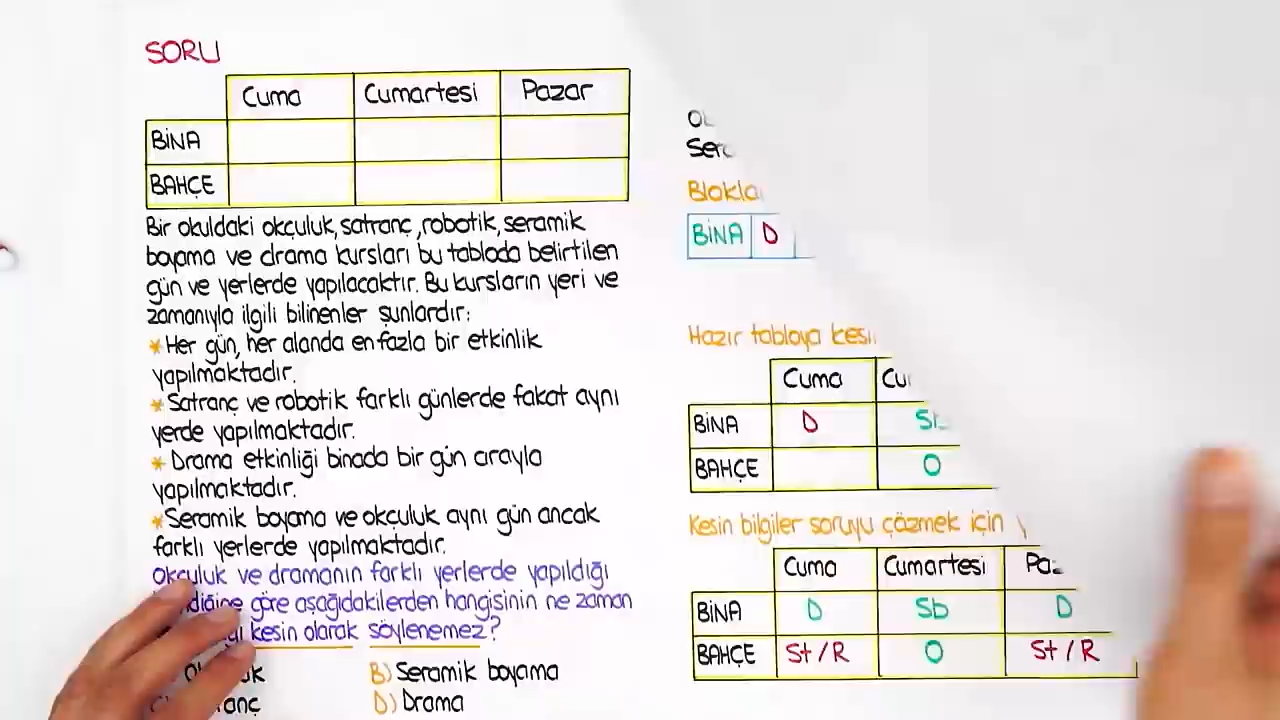 SORU
Cuma Cumartesi Pazar
BİNA
BAHÇE
Bir okuldaki okçuluk, satranç, robotik, seramik
boyama ve drama kursları bu tabloda belirtilen
gün ve yerlerde yapılacaktır. Bu kursların yeri ve
zamanıyla ilgili bilinenler şunlardır:
* Her gün, her alanda en fazla bir etkinlik
yapılmaktadır.
* Satranç ve robotik farklı günlerde fakat aynı
yerde yapılmaktadır.
* Drama etkinliği binada bir gün arayla
yapılmaktadır.
* Seramik boyama ve okçuluk aynı gün ancak
farklı yerlerde yapılmaktadır.
Okçuluk ve dramanın farklı yerlerde yapıldığı
göre aşağıdakilerden hangisinin ne zaman
kesin olarak söylenemez?
B) Seramik boyama
D) Drama
BİNA D
Hazır tabloya
Cuma
BİNA D
BAHÇE O
Kesin bilgiler soruyu çözmek için
Cuma Cumartesi
BİNA D Sb D
BAHÇE St/R O St/R